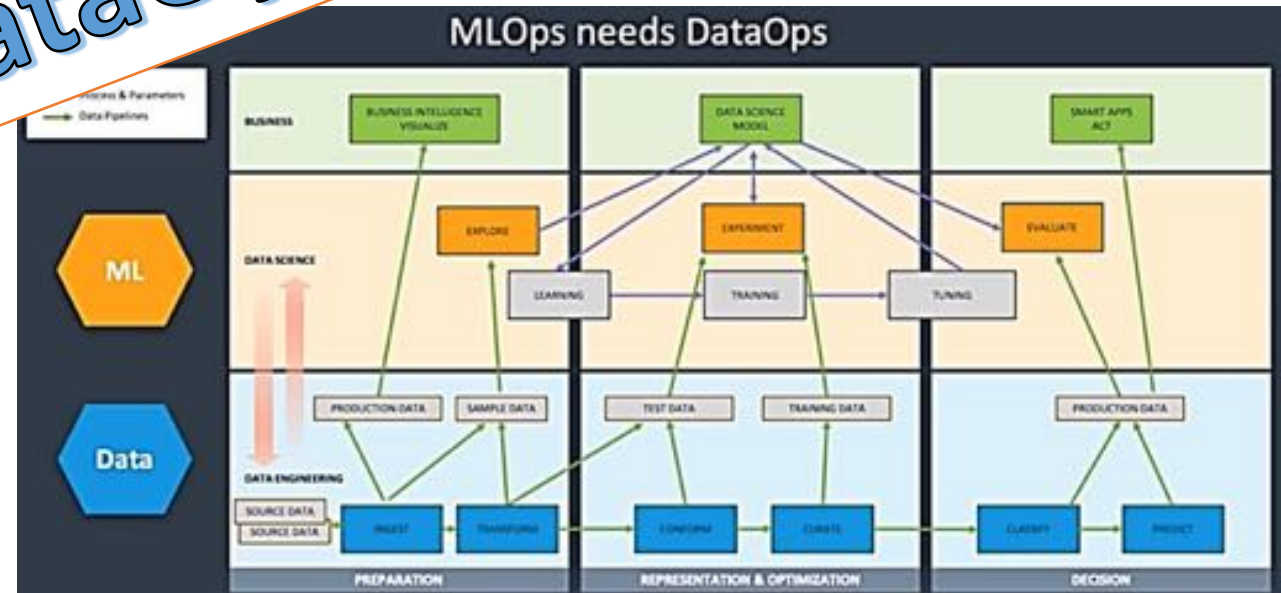 MLOps needs DataOps
Process & Parameters
Data Pipelines
BUSINESS
BUSINESS INTELLIGENCE
VISUALIZE
DATA SCIENCE
MODEL
SMART APPS
ACT
ML
DATA SCIENCE
EXPLORE
EXPERIMENT
EVALUATE
LEARNING
TRAINING
TUNING
Data
PRODUCTION DATA
SAMPLE DATA
TEST DATA
TRAINING DATA
PRODUCTION DATA
DATA ENGINEERING
SOURCE DATA
SOURCE DATA
INGEST
TRANSFORM
CONFORM
CURATE
CLASSIFY
PREDICT
PREPARATION
REPRESENTATION & OPTIMIZATION
DECISION